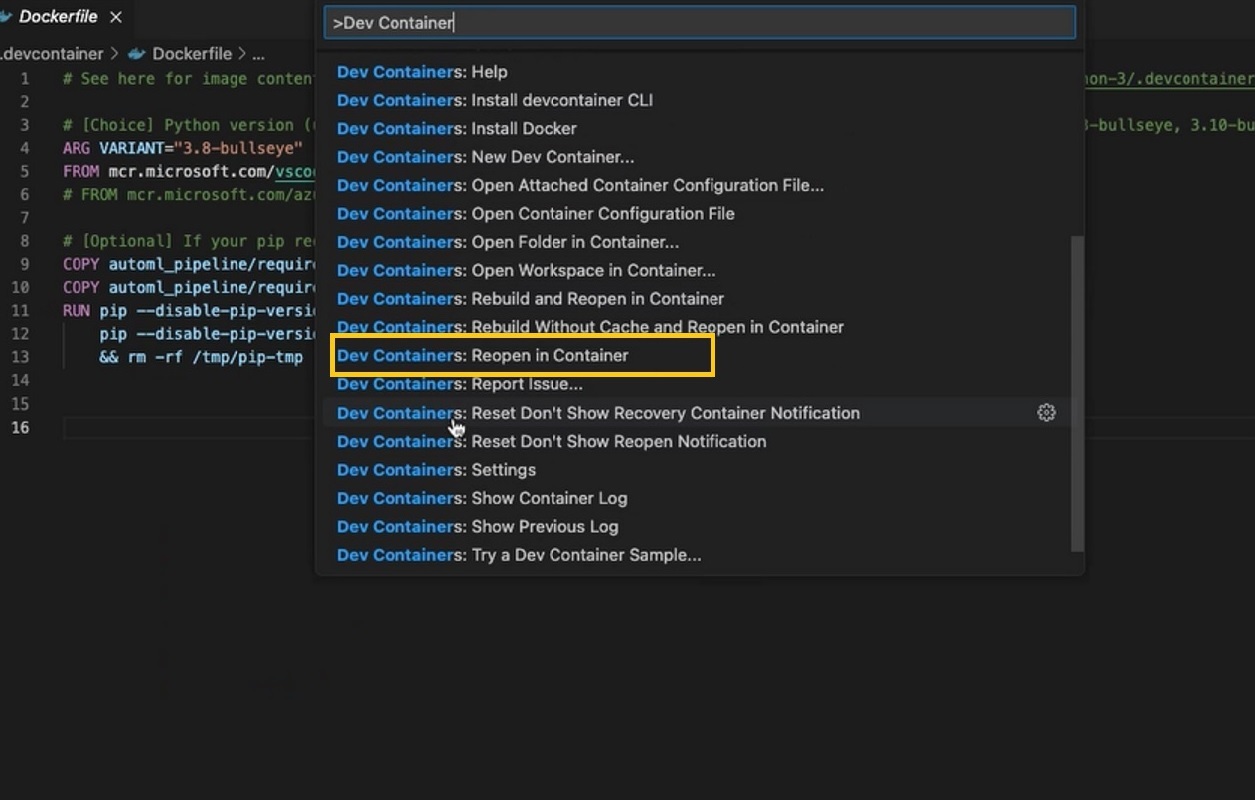 Dockerfile ×
>Dev Container
.devcontainer > Dockerfile > ...
1 # See here for image conten
non-3/.devcontainer
2
3 # [Choice] Python version (
-bullseye, 3.10-bu
4 ARG VARIANT="3.8-bullseye"
5 FROM mcr.microsoft.com/vsco
6 # FROM mcr.microsoft.com/az
7
8 # [Optional] If your pip re
9 COPY automl_pipeline/require
10 COPY automl_pipeline/require
11 RUN pip --disable-pip-versi
12 pip --disable-pip-versi
13 && rm -rf /tmp/pip-tmp
14
15
16
Dev Containers: Help
Dev Containers: Install devcontainer CLI
Dev Containers: Install Docker
Dev Containers: New Dev Container...
Dev Containers: Open Attached Container Configuration File...
Dev Containers: Open Container Configuration File
Dev Containers: Open Folder in Container...
Dev Containers: Open Workspace in Container...
Dev Containers: Rebuild and Reopen in Container
Dev Containers: Rebuild Without Cache and Reopen in Container
Dev Containers: Reopen in Container
Dev Containers: Report Issue...
Dev Containers: Reset Don't Show Recovery Container Notification
Dev Containers: Reset Don't Show Reopen Notification
Dev Containers: Settings
Dev Containers: Show Container Log
Dev Containers: Show Previous Log
Dev Containers: Try a Dev Container Sample...